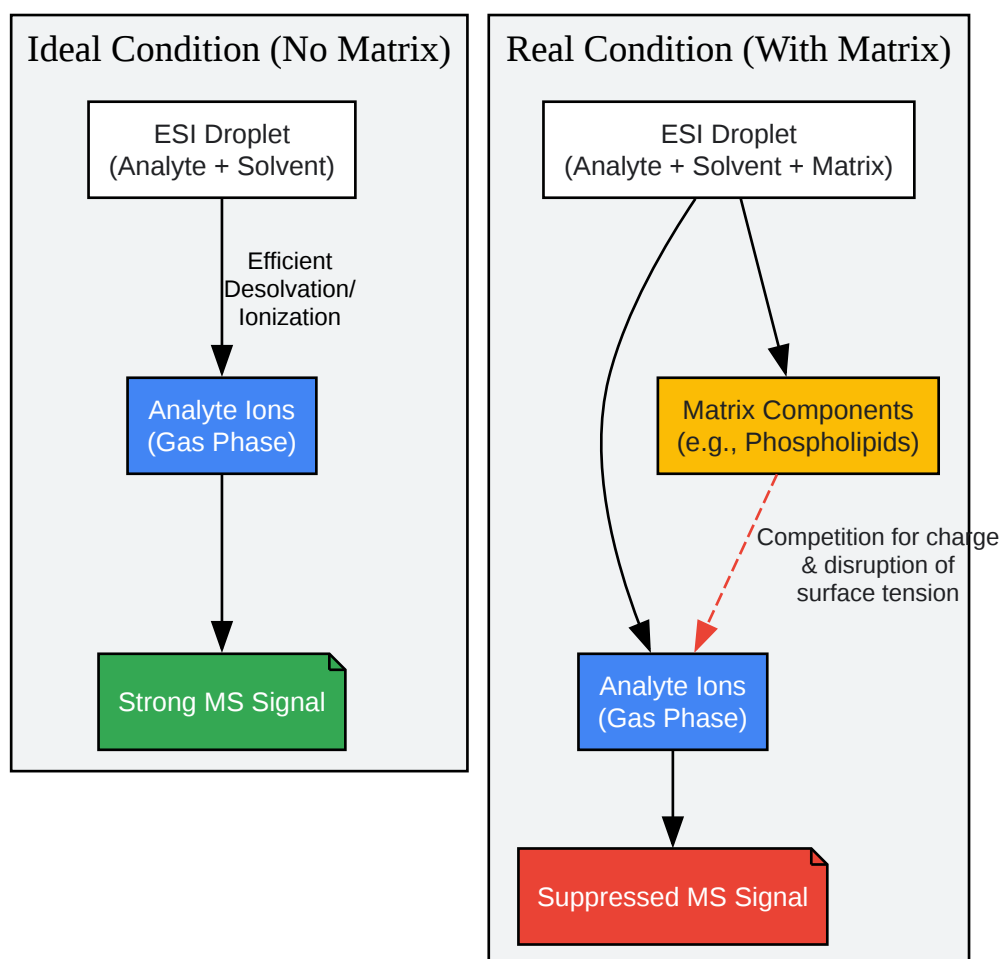 Ideal Condition (No Matrix)
ESI Droplet
(Analyte + Solvent)
Efficient
Desolvation/
Ionization
Analyte Ions
(Gas Phase)
Strong MS Signal
Real Condition (With Matrix)
ESI Droplet
(Analyte + Solvent + Matrix)
Matrix Components
(e.g., Phospholipids)
Competition for charge
& disruption of
surface tension
Analyte Ions
(Gas Phase)
Suppressed MS Signal